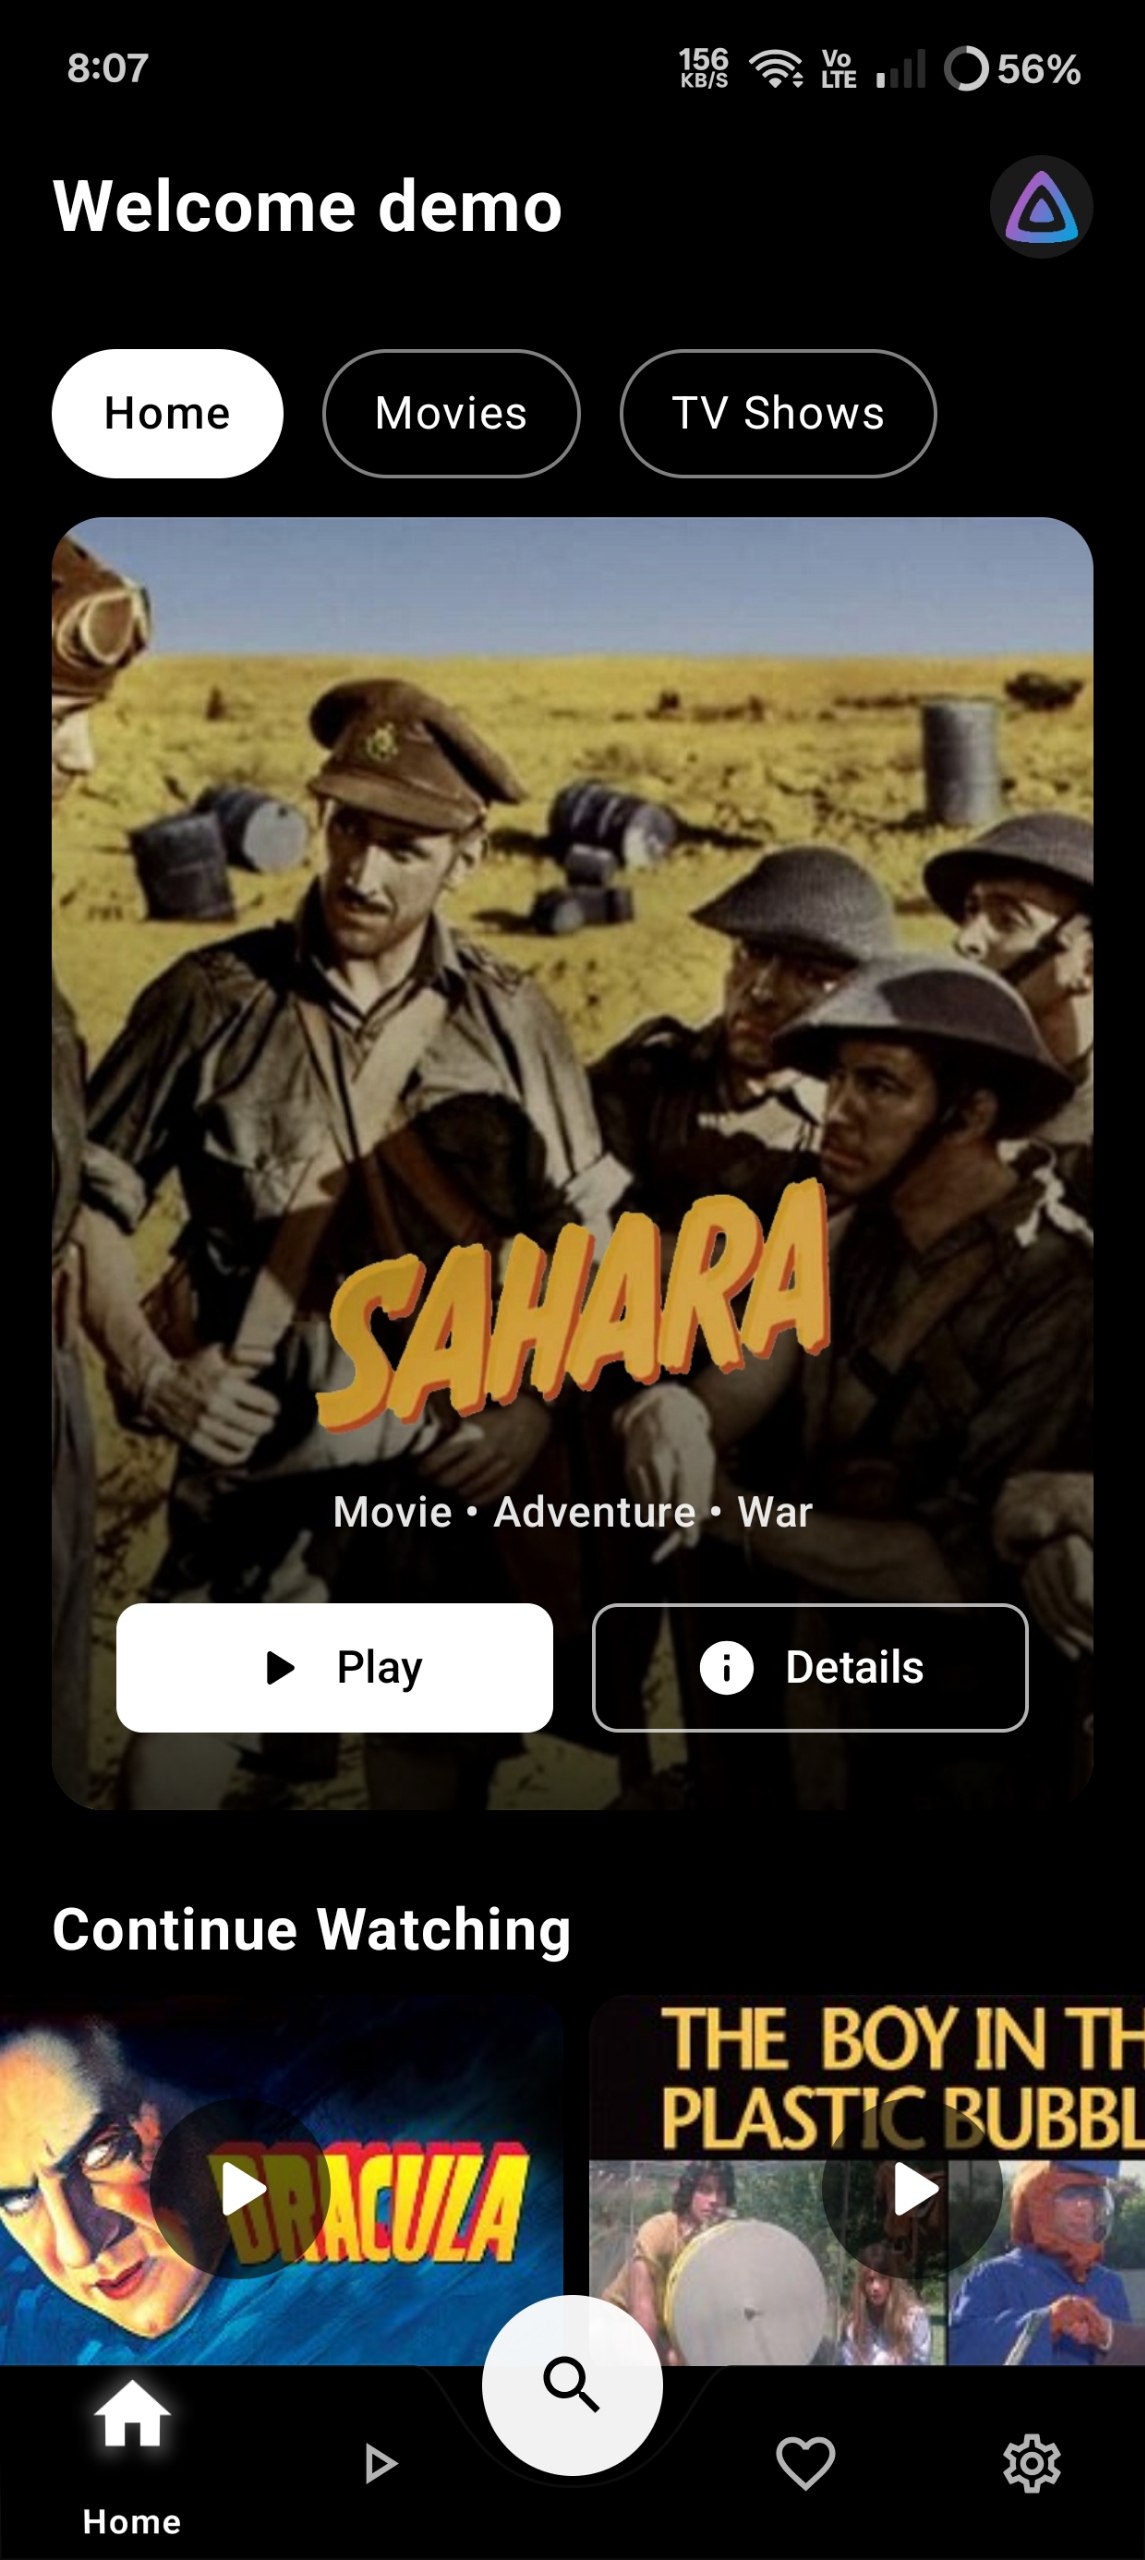 8:07
156
KB/S
Vo
LTE
56%
Welcome demo
Home
Movies
TV Shows
SAHARA
Movie • Adventure • War
Play
Details
Continue Watching
DRACULA
THE BOY IN TH
PLASTIC BUBBL
Home